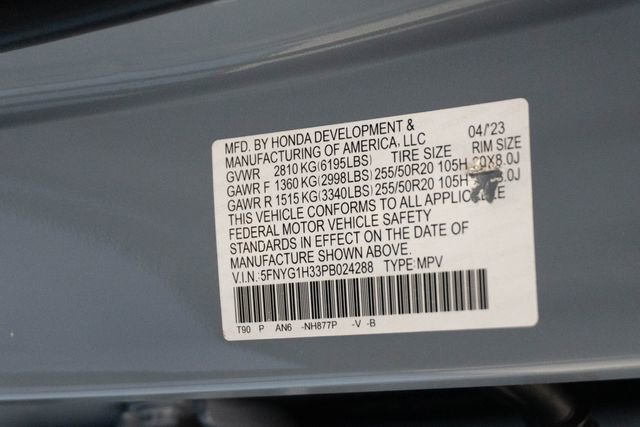 MFD. BY HONDA DEVELOPMENT & 04/'23
MANUFACTURING OF AMERICA, LLC RIM SIZE
GVWR 2810 KG(6195LBS) TIRE SIZE
GAWR F 1360 KG(2998LBS) 255/50R20 105H 20X8.0J
GAWR R 1515 KG(3340LBS) 255/50R20 105H .0J
THIS VEHICLE CONFORMS TO ALL APPLICABLE
FEDERAL MOTOR VEHICLE SAFETY
STANDARDS IN EFFECT ON THE DATE OF
MANUFACTURE SHOWN ABOVE.
V.I.N.:5FNYG1H33PB024288 TYPE:MPV
T90 P AN6 -NH877P -V -B